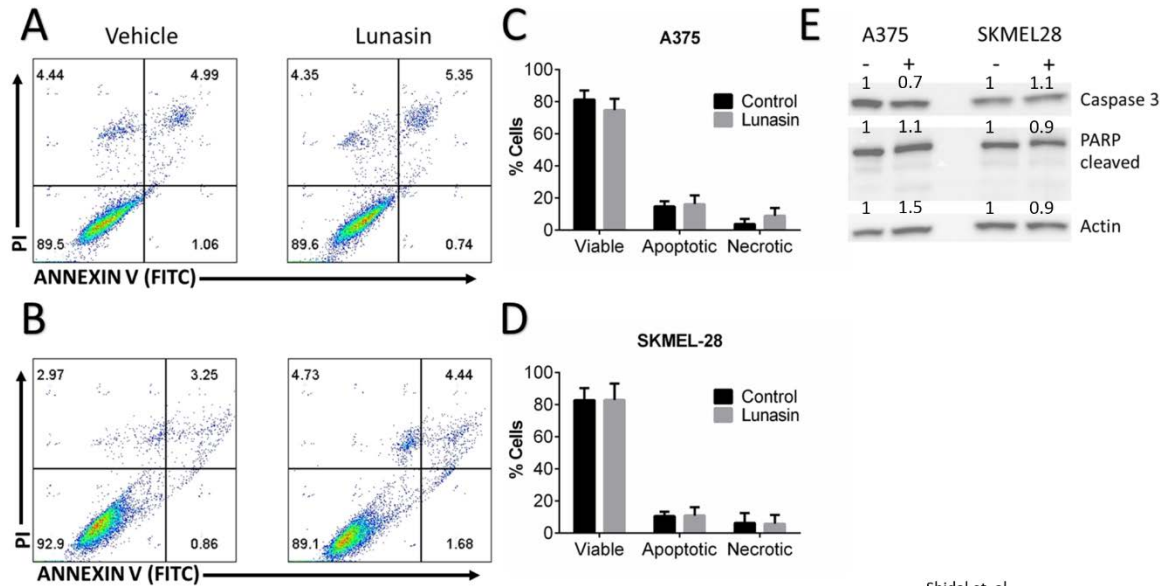 A
Vehicle
Lunasin
4.44
4.99
89.5
1.06
4.35
5.35
89.6
0.74
PI
ANNEXIN V (FITC)
B
2.97
3.25
92.9
0.86
4.73
4.44
89.1
1.68
PI
ANNEXIN V (FITC)
C
A375
% Cells
100
80
60
40
20
0
Control
Lunasin
Viable Apoptotic Necrotic
D
SKMEL-28
% Cells
100
80
60
40
20
0
Control
Lunasin
Viable Apoptotic Necrotic
E
A375 SKMEL28
- + - +
1 0.7 1 1.1
Caspase 3
1 1.1 1 0.9
PARP
cleaved
1 1.5 1 0.9
Actin